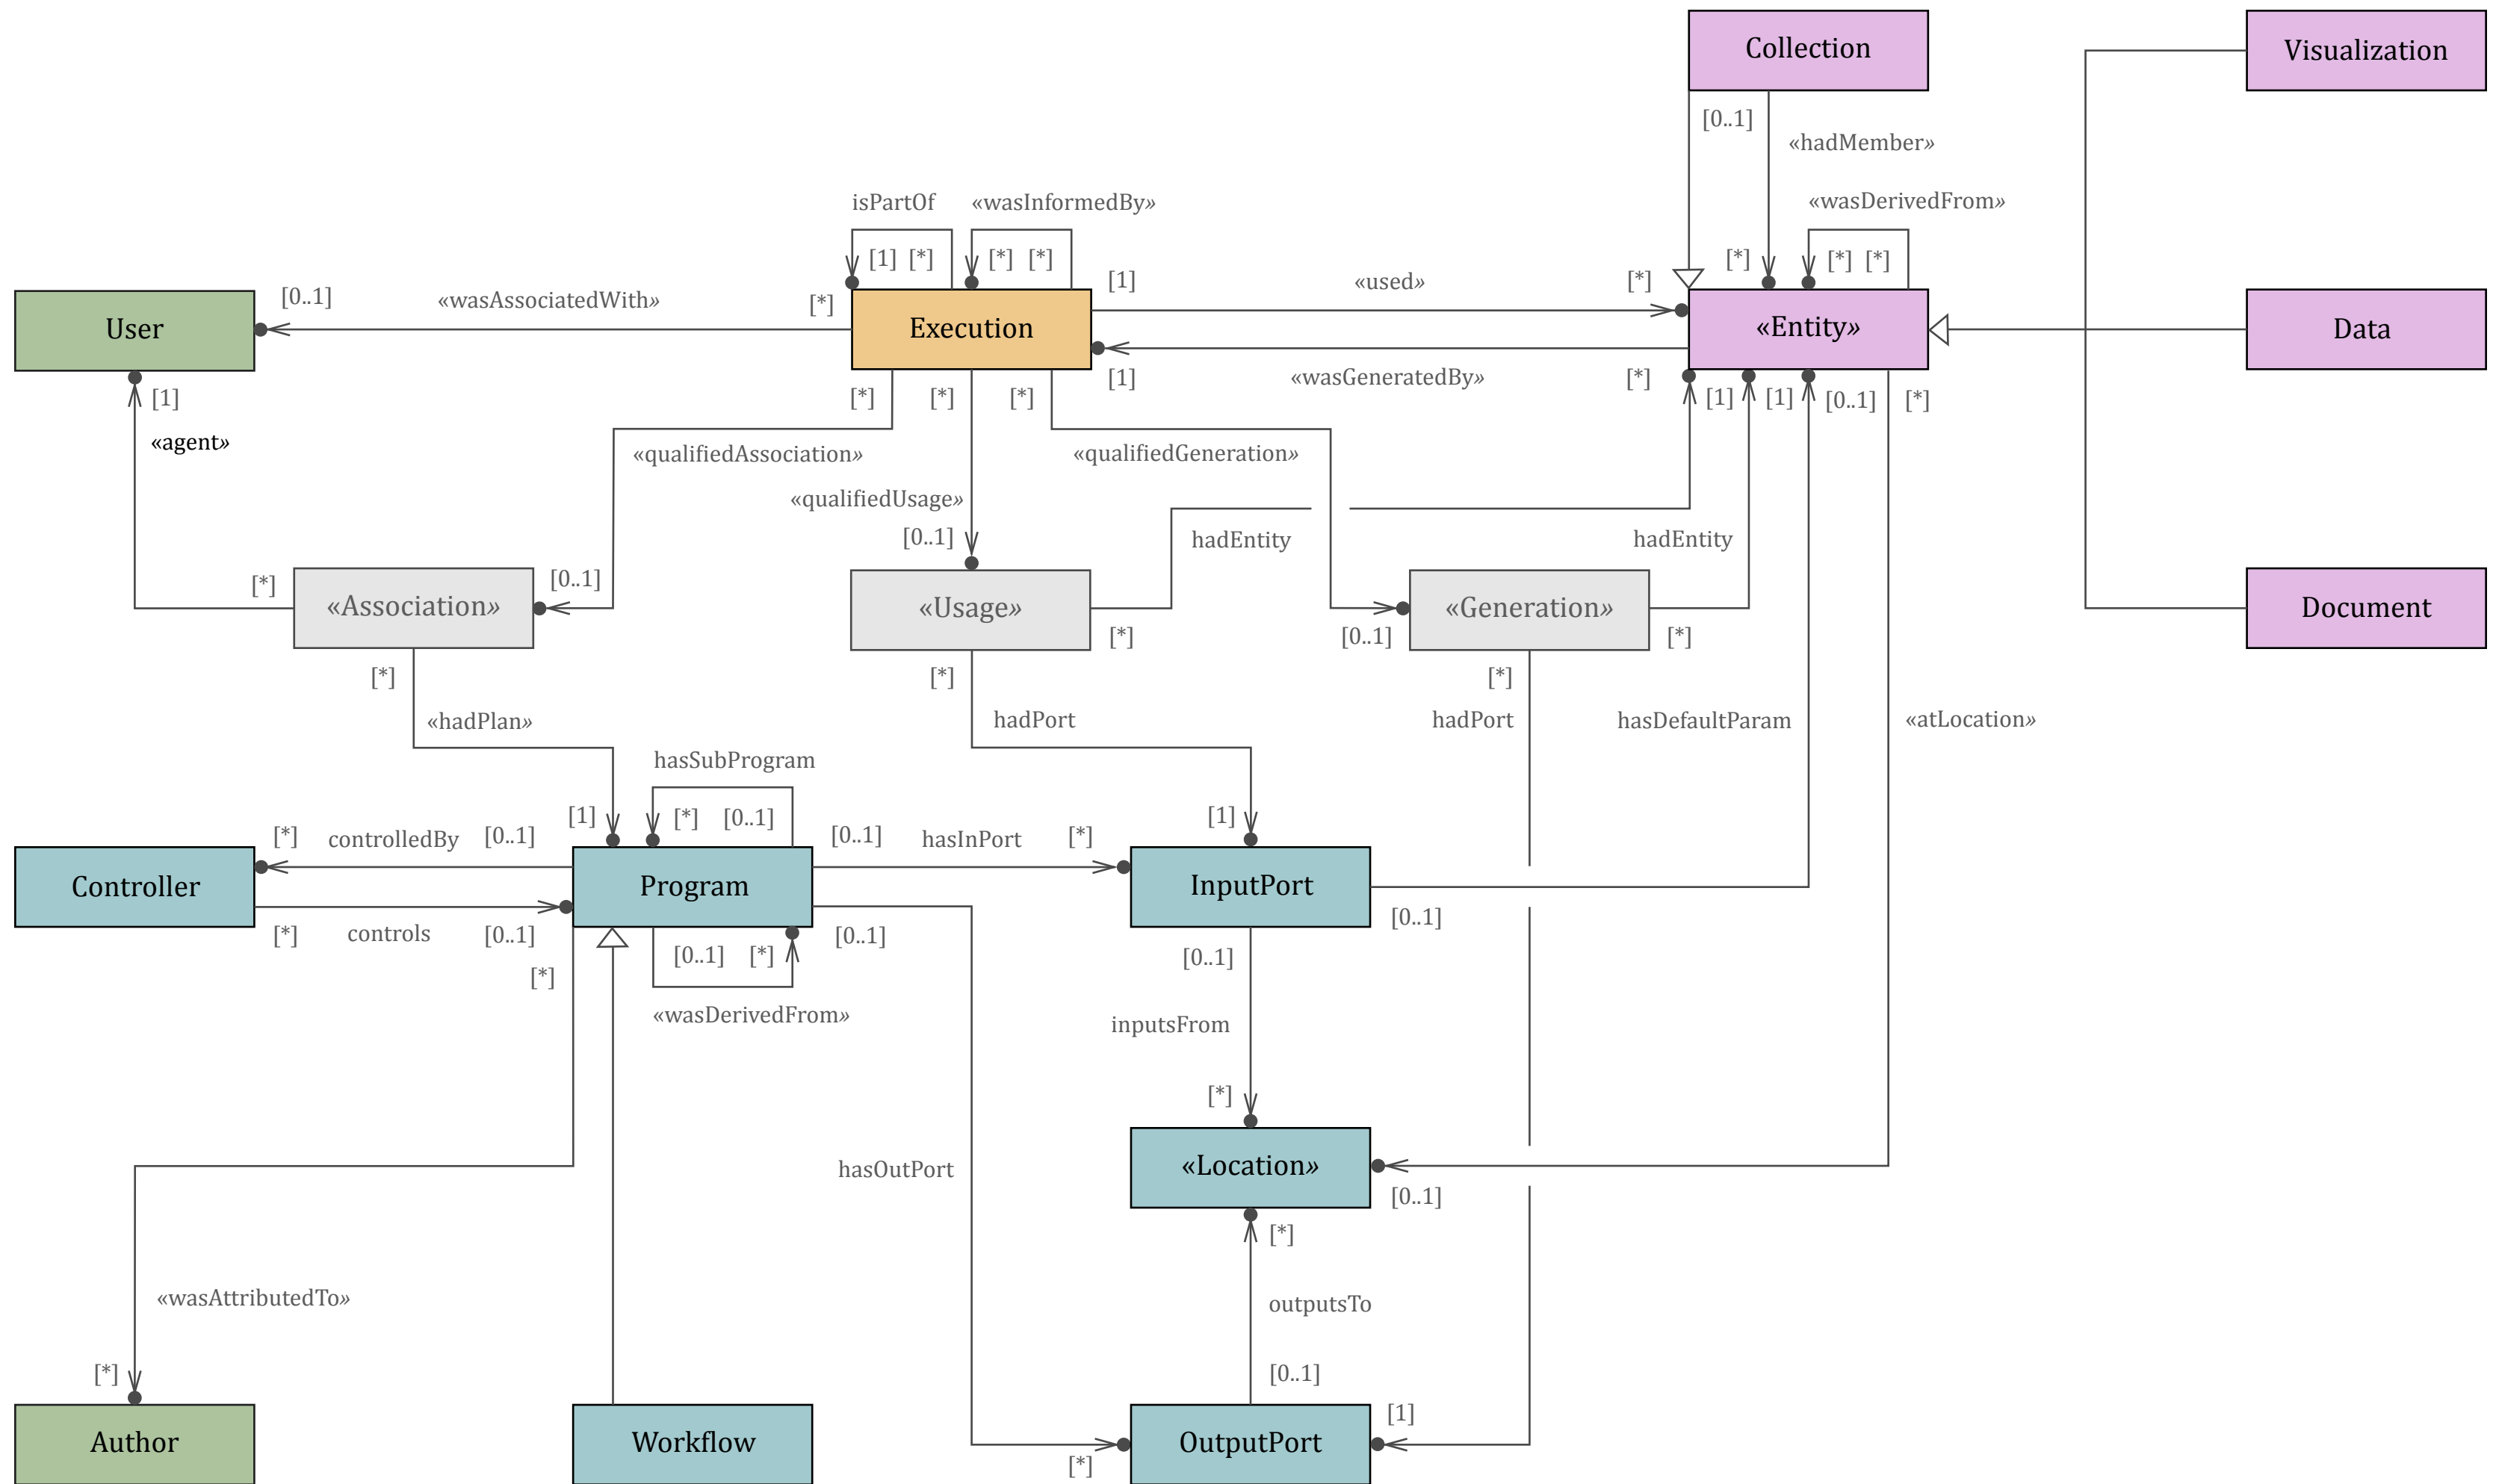 Collection
Visualization
[0..1]
«hadMember»
isPartOf
«wasInformedBy»
«wasDerivedFrom»
[1] [*]
[*] [*]
[*]
[*] [*]
[0..1]
«wasAssociatedWith»
[*]
[1]
«used»
[*]
User
Execution
«Entity»
Data
[1]
«wasGeneratedBy»
[*]
[1]
[*]
[*]
[*]
[1]
[1]
[0..1]
[*]
«agent»
«qualifiedAssociation»
«qualifiedGeneration»
«qualifiedUsage»
[0..1]
hadEntity
hadEntity
[*]
[0..1]
«Association»
«Usage»
«Generation»
Document
[*]
[0..1]
[*]
[*]
[*]
[*]
«hadPlan»
hadPort
hadPort
hasDefaultParam
«atLocation»
hasSubProgram
[1]
[*]
[0..1]
[1]
[*]
controlledBy
[0..1]
[0..1]
hasInPort
[*]
Controller
Program
InputPort
[*]
controls
[0..1]
[0..1]
[0..1]
[*]
[0..1]
[*]
[0..1]
«wasDerivedFrom»
inputsFrom
[*]
hasOutPort
«Location»
[0..1]
[*]
«wasAttributedTo»
outputsTo
[*]
[0..1]
[1]
Author
Workflow
OutputPort
[*]